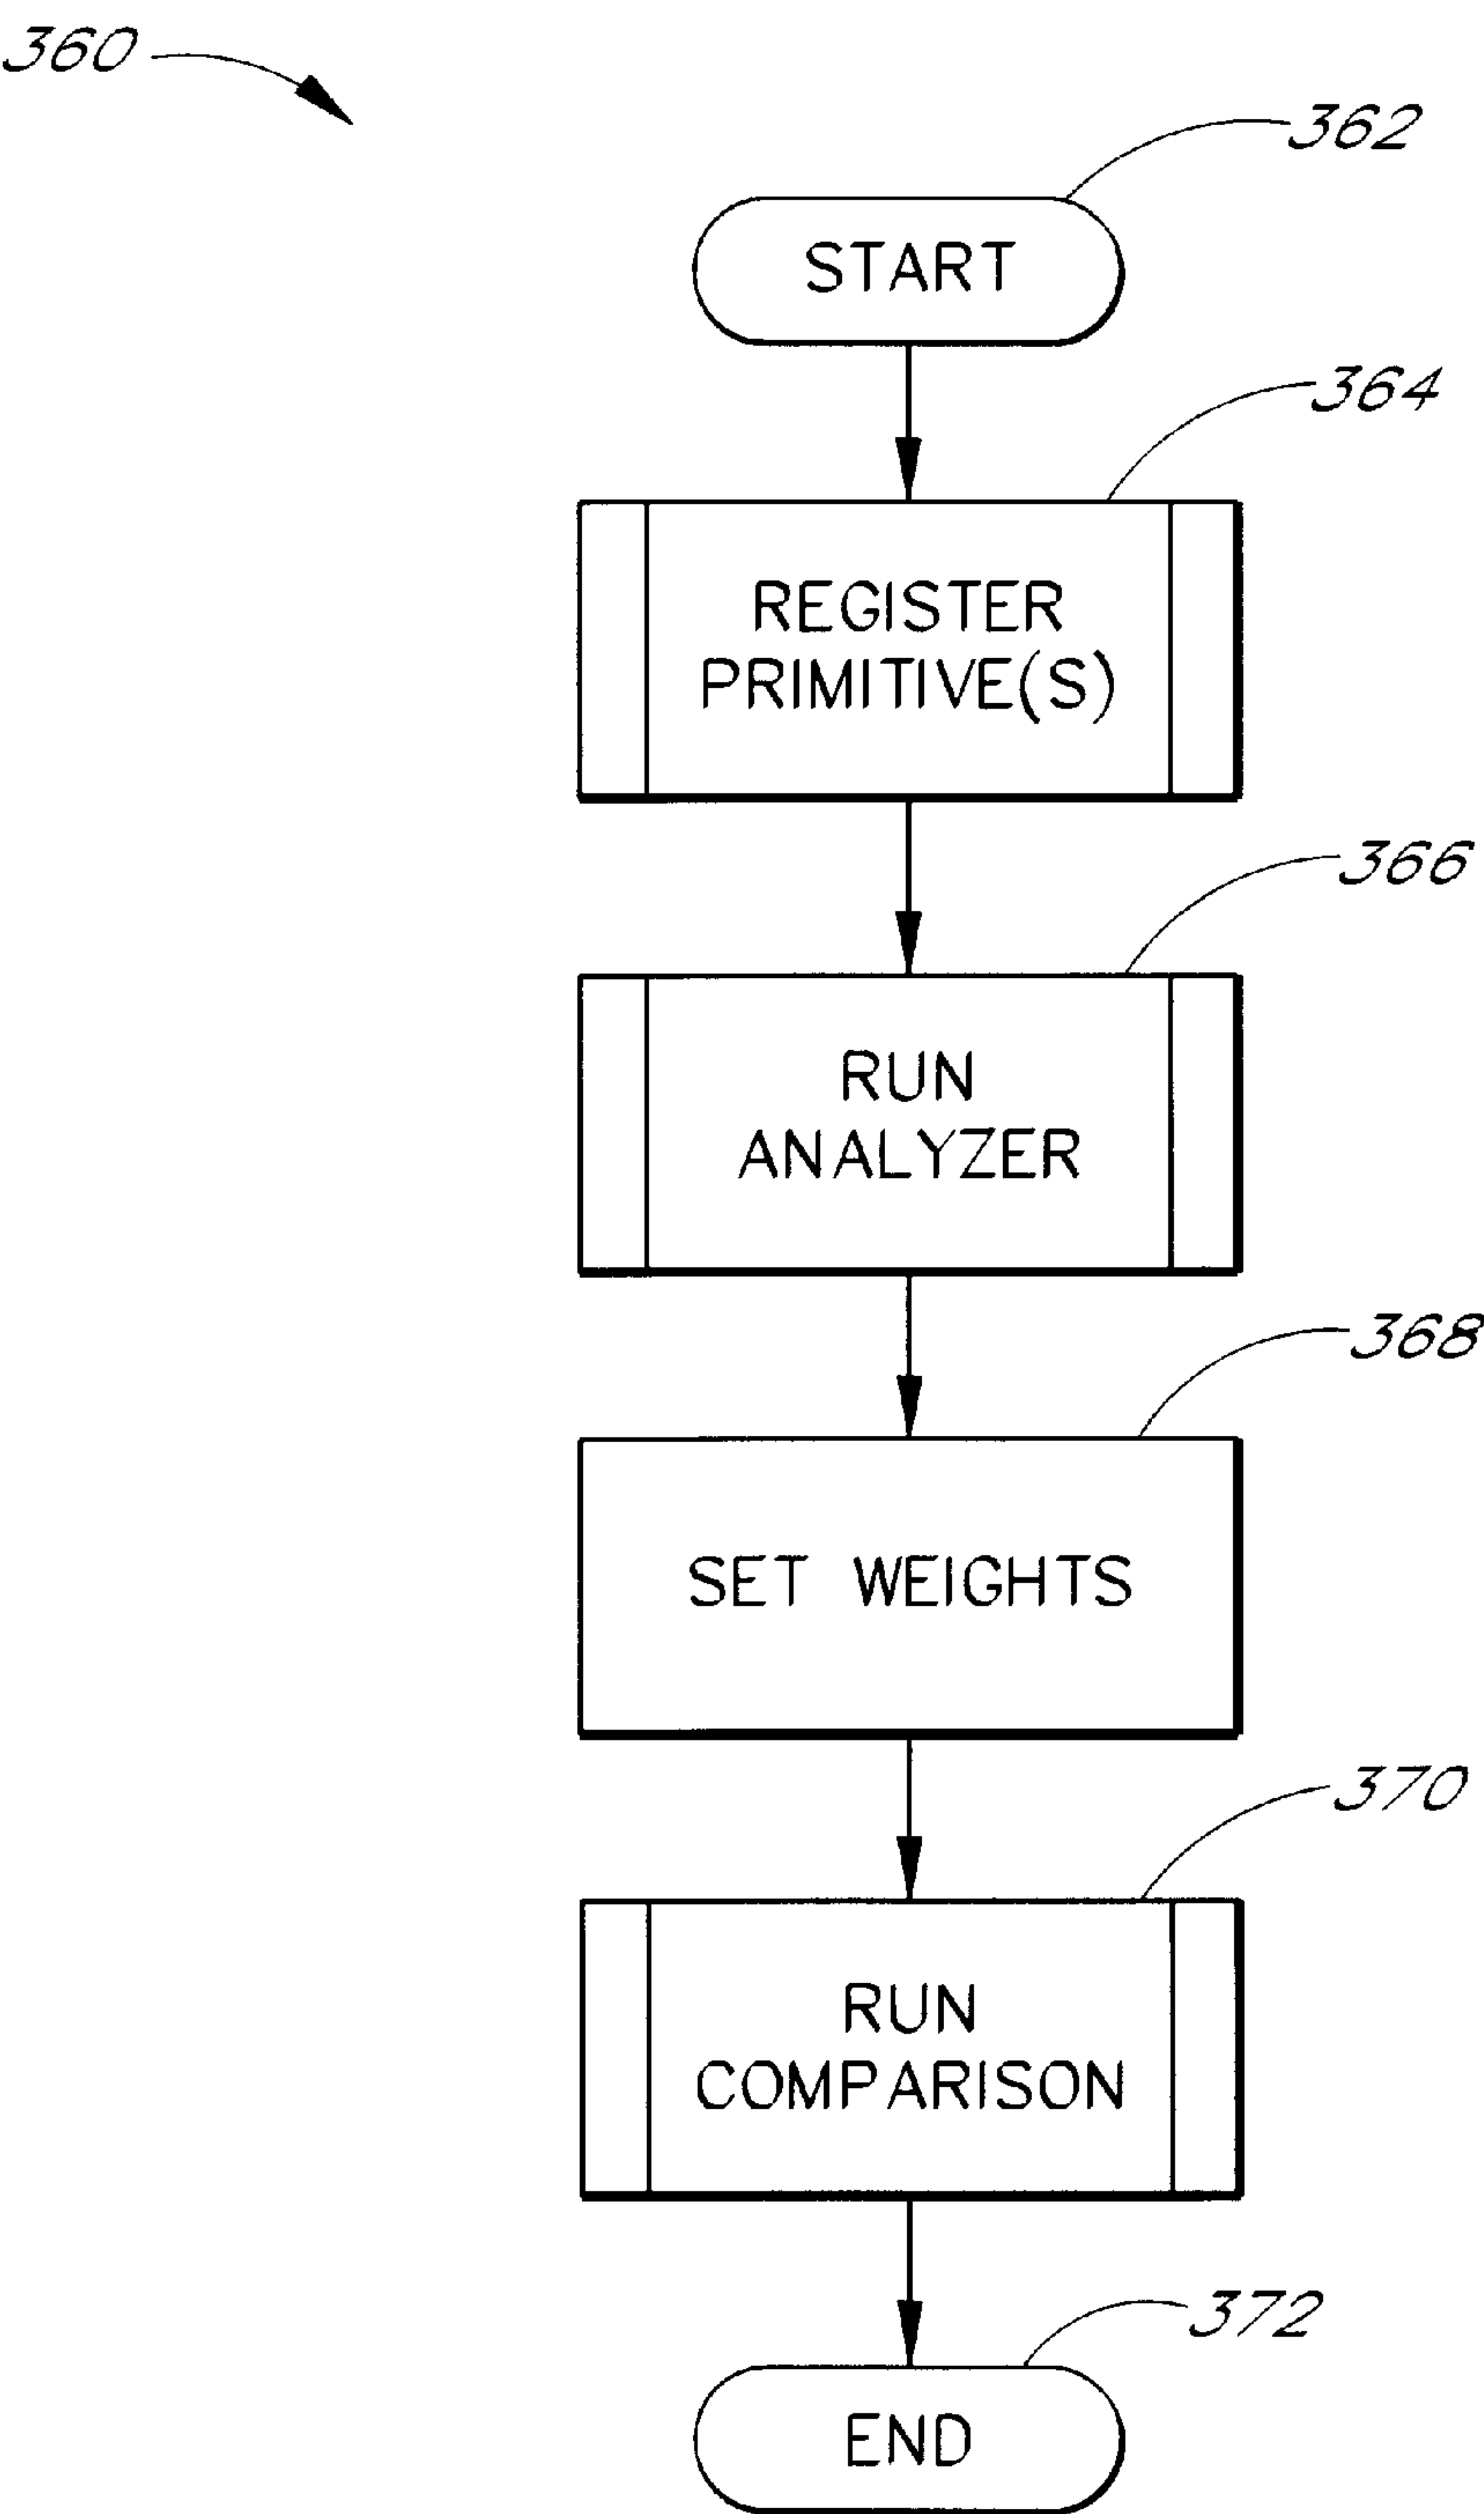 360
362
START
364
REGISTER
PRIMITIVE(S)
366
RUN
ANALYZER
368
SET WEIGHTS
370
RUN
COMPARISON
372
END